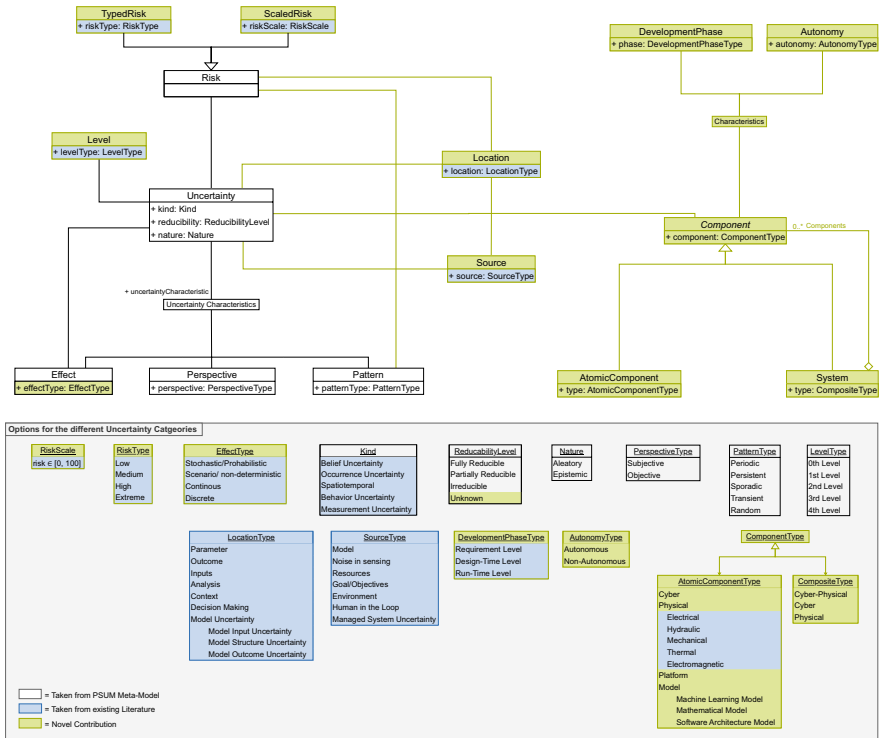 TypedRisk
+ riskType: RiskType
ScaledRisk
+ riskScale: RiskScale
Risk
DevelopmentPhase
+ phase: DevelopmentPhaseType
Autonomy
+ autonomy: AutonomyType
Characteristics
Level
+ levelType: LevelType
Location
+ location: LocationType
Uncertainty
+ kind: Kind
+ reducibility: ReducibilityLevel
+ nature: Nature
Component
+ component: ComponentType
0_* Components
Source
+ source: SourceType
+ uncertaintyCharacteristic
Uncertainty Characteristics
Effect
+ effectType: EffectType
Perspective
+ perspective: PerspectiveType
Pattern
+ patternType: PatternType
AtomicComponent
+ type: AtomicComponentType
System
+ type: CompositeType
Options for the different Uncertainty Catgeories
RiskScale
risk ∈ [0, 100]
RiskType
Low
Medium
High
Extreme
EffectType
Stochastic/Probabilistic
Scenario/ non-deterministic
Continous
Discrete
Kind
Belief Uncertainty
Occurrence Uncertainty
Spatiotemporal
Behavior Uncertainty
Measurement Uncertainty
ReducabilityLevel
Fully Reducible
Partially Reducible
Irreducible
Unknown
Nature
Aleatory
Epistemic
PerspectiveType
Subjective
Objective
PatternType
Periodic
Persistent
Sporadic
Transient
Random
LevelType
0th Level
1st Level
2nd Level
3rd Level
4th Level
LocationType
Parameter
Outcome
Inputs
Analysis
Context
Decision Making
Model Uncertainty
Model Input Uncertainty
Model Structure Uncertainty
Model Outcome Uncertainty
SourceType
Model
Noise in sensing
Resources
Goal/Objectives
Environment
Human in the Loop
Managed System Uncertainty
DevelopmentPhaseType
Requirement Level
Design-Time Level
Run-Time Level
AutonomyType
Autonomous
Non-Autonomous
ComponentType
AtomicComponentType
Cyber
Physical
Electrical
Hydraulic
Mechanical
Thermal
Electromagnetic
Platform
Model
Machine Learning Model
Mathematical Model
Software Architecture Model
CompositeType
Cyber-Physical
Cyber
Physical
= Taken from PSUM Meta-Model
= Taken from existing Literature
= Novel Contribution